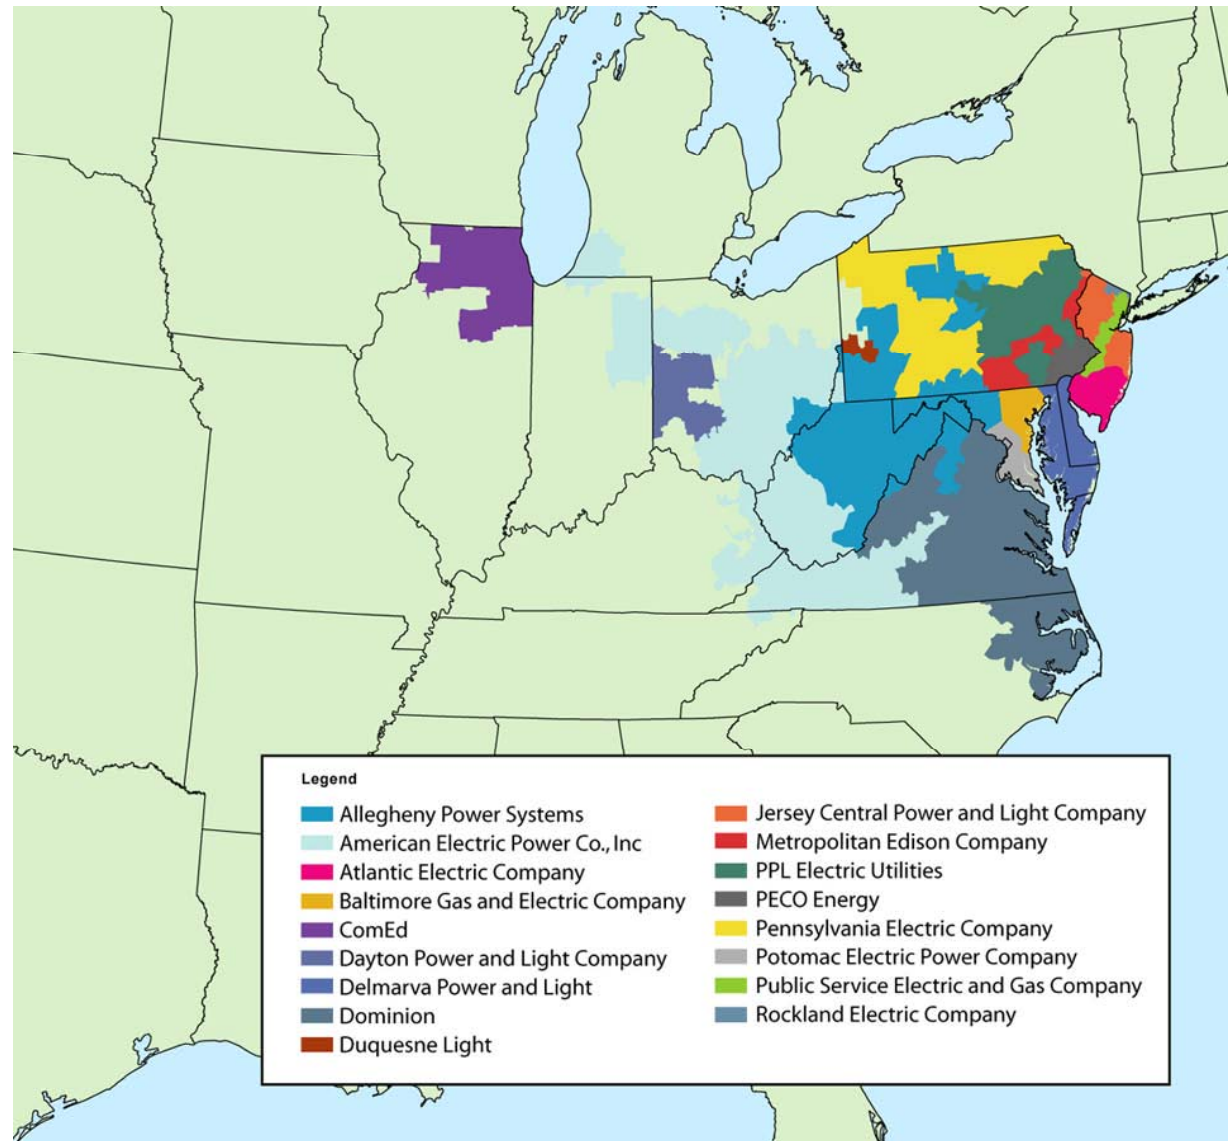 Legend
Allegheny Power Systems
American Electric Power Co., Inc
Atlantic Electric Company
Baltimore Gas and Electric Company
ComEd
Dayton Power and Light Company
Delmarva Power and Light
Dominion
Duquesne Light
Jersey Central Power and Light Company
Metropolitan Edison Company
PPL Electric Utilities
PECO Energy
Pennsylvania Electric Company
Potomac Electric Power Company
Public Service Electric and Gas Company
Rockland Electric Company